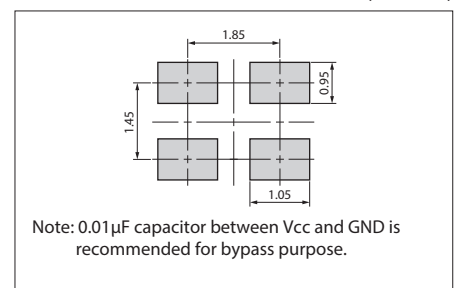 1.85
0.95
1.45
1.05
Note: 0.01µF capacitor between Vcc and GND is
recommended for bypass purpose.